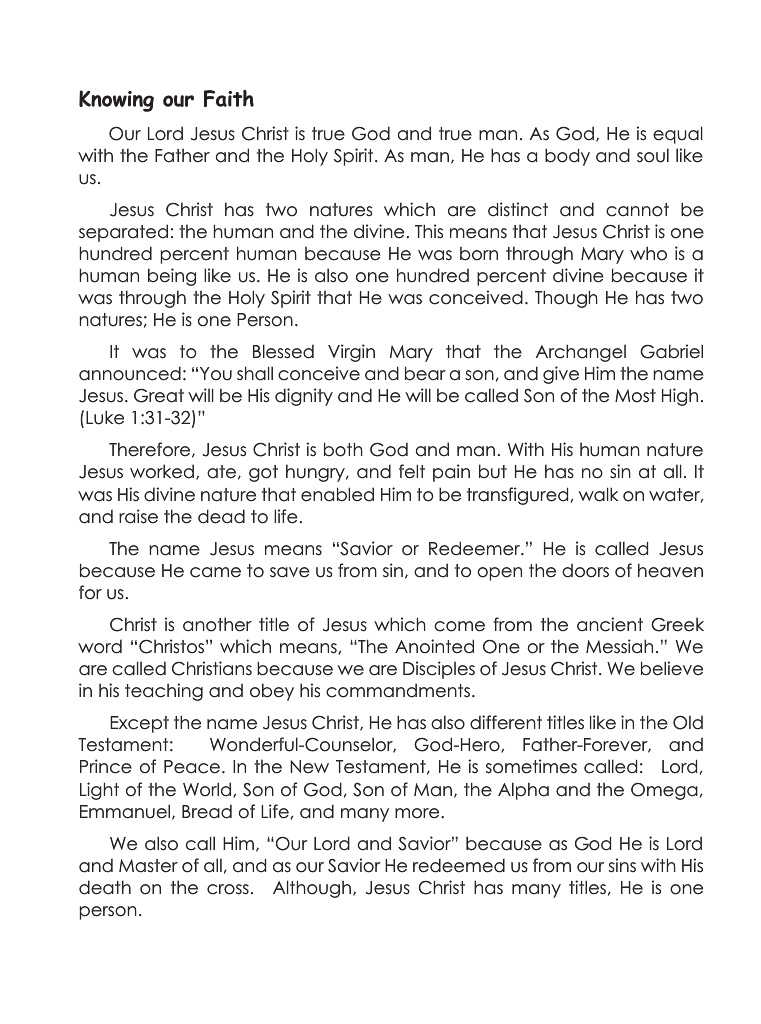 Knowing our Faith
Our Lord Jesus Christ is true God and true man. As God, He is equal
with the Father and the Holy Spirit. As man, He has a body and soul like
us.
Jesus Christ has two natures which are distinct and cannot be
separated: the human and the divine. This means that Jesus Christ is one
hundred percent human because He was born through Mary who is a
human being like us. He is also one hundred percent divine because it
was through the Holy Spirit that He was conceived. Though He has two
natures; He is one Person.
It was to the Blessed Virgin Mary that the Archangel Gabriel
announced: “You shall conceive and bear a son, and give Him the name
Jesus. Great will be His dignity and He will be called Son of the Most High.
(Luke 1:31-32)”
Therefore, Jesus Christ is both God and man. With His human nature
Jesus worked, ate, got hungry, and felt pain but He has no sin at all. It
was His divine nature that enabled Him to be transfigured, walk on water,
and raise the dead to life.
The name Jesus means “Savior or Redeemer.” He is called Jesus
because He came to save us from sin, and to open the doors of heaven
for us.
Christ is another title of Jesus which come from the ancient Greek
word “Christos” which means, “The Anointed One or the Messiah.” We
are called Christians because we are Disciples of Jesus Christ. We believe
in his teaching and obey his commandments.
Except the name Jesus Christ, He has also different titles like in the Old
Testament: Wonderful-Counselor, God-Hero, Father-Forever, and
Prince of Peace. In the New Testament, He is sometimes called: Lord,
Light of the World, Son of God, Son of Man, the Alpha and the Omega,
Emmanuel, Bread of Life, and many more.
We also call Him, “Our Lord and Savior” because as God He is Lord
and Master of all, and as our Savior He redeemed us from our sins with His
death on the cross. Although, Jesus Christ has many titles, He is one
person.